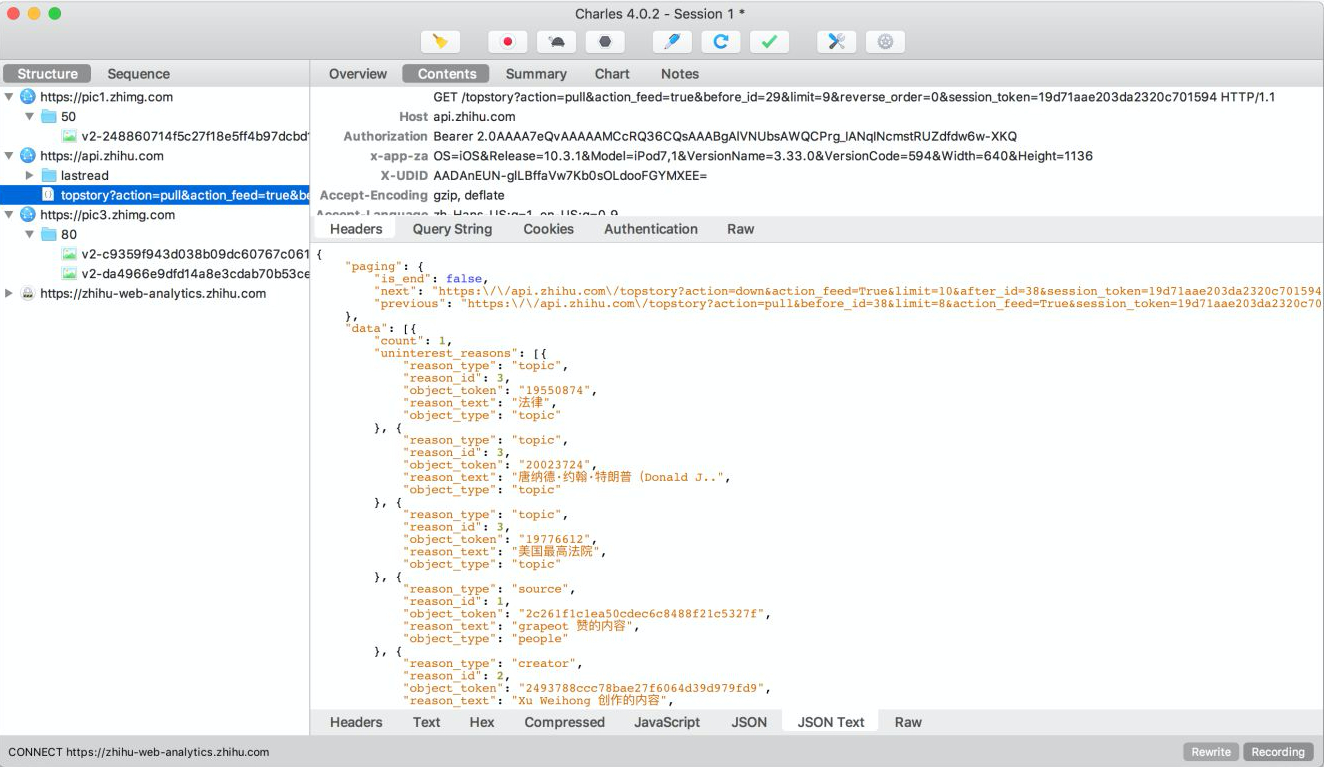 Charles 4.0.2 - Session 1 *
Structure Sequence
Overview Contents Summary Chart Notes
https://pic1.zhimg.com
50
v2-248860714f5c27f18e5ff4b97dcbd
https://api.zhihu.com
lastread
topstory?action=pull&action_feed=true&be
https://pic3.zhimg.com
80
v2-c9359f943d038b09dc60767c061
v2-da4966e9dfd14a8e3cdab70b53ce
https://zhihu-web-analytics.zhihu.com
GET /topstory?action=pull&action_feed=true&before_id=29&limit=9&reverse_order=0&session_token=19d71aae203da2320c701594 HTTP/1.1
Host api.zhihu.com
Authorization Bearer 2.0AAAA7eQvAAAAAMCcRQ36CQsAAABgAlVNUbsAWQCPrg_IANqlNcmstRUZdfdw6w-XKQ
x-app-za OS=iOS&Release=10.3.1&Model=iPod7,1&VersionName=3.33.0&VersionCode=594&Width=640&Height=1136
X-UDID AADAnEUN-glLBffaVw7Kb0sOLdooFGYMXEE=
Accept-Encoding gzip, deflate
Accept-Language zh-Hans-US;q=1, en-US;q=0.9
Headers Query String Cookies Authentication Raw
{
"paging": {
"is_end": false,
"next": "https:\/\/api.zhihu.com\/topstory?action=down&action_feed=True&limit=10&after_id=38&session_token=19d71aae203da2320c701594
"previous": "https:\/\/api.zhihu.com\/topstory?action=pull&before_id=38&limit=8&action_feed=True&session_token=19d71aae203da2320c70
},
"data": [{
"count": 1,
"uninterest_reasons": [{
"reason_type": "topic",
"reason_id": 3,
"object_token": "19550874",
"reason_text": "法律",
"object_type": "topic"
}, {
"reason_type": "topic",
"reason_id": 3,
"object_token": "20023724",
"reason_text": "唐纳德·约翰·特朗普（Donald J..",
"object_type": "topic"
}, {
"reason_type": "topic",
"reason_id": 3,
"object_token": "19776612",
"reason_text": "美国最高法院",
"object_type": "topic"
}, {
"reason_type": "source",
"reason_id": 1,
"object_token": "2c261f1c1ea50cdec6c8488f21c5327f",
"reason_text": "grapeot 赞的内容",
"object_type": "people"
}, {
"reason_type": "creator",
"reason_id": 2,
"object_token": "2493788ccc78bae27f6064d39d979fd9",
"reason_text": "Xu Weihong 创作的内容",
Headers Text Hex Compressed JavaScript JSON JSON Text Raw
CONNECT https://zhihu-web-analytics.zhihu.com
Rewrite Recording